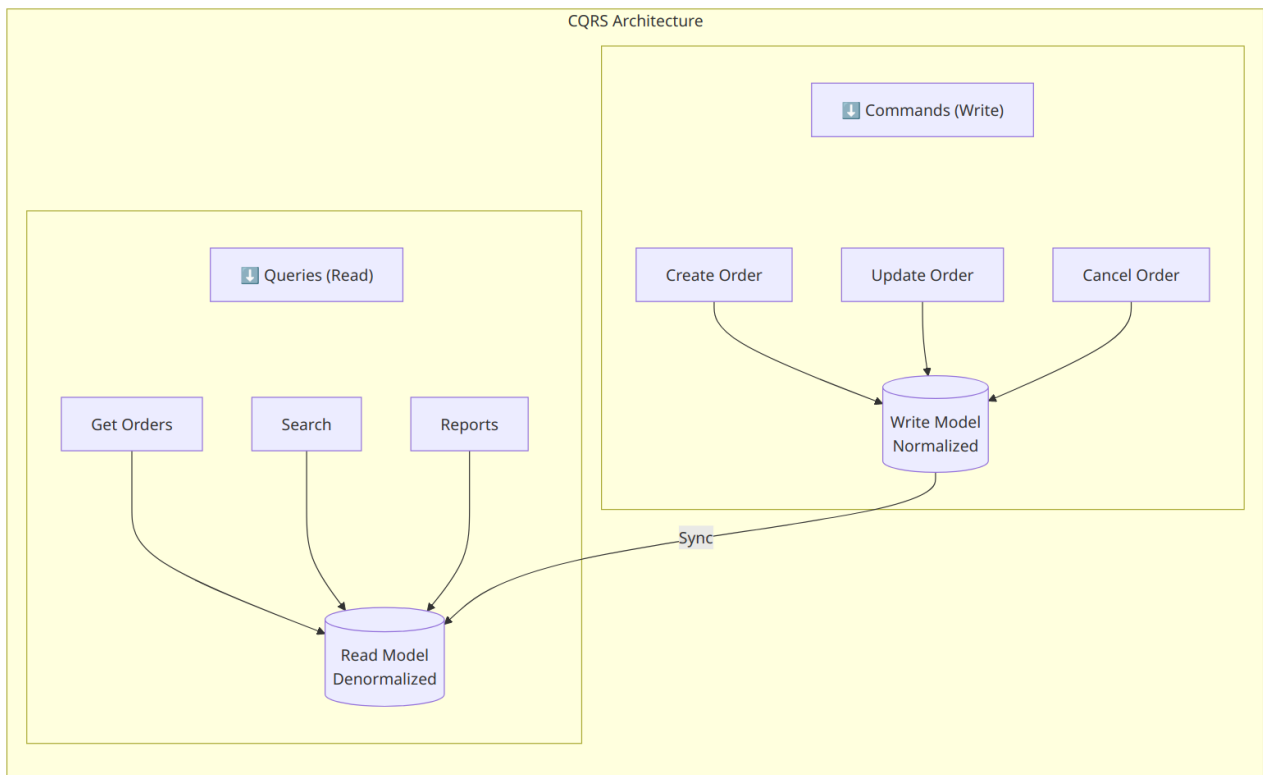 CQRS Architecture
⬇️ Commands (Write)
Create Order
Update Order
Cancel Order
Write Model
Normalized
⬇️ Queries (Read)
Get Orders
Search
Reports
Sync
Read Model
Denormalized